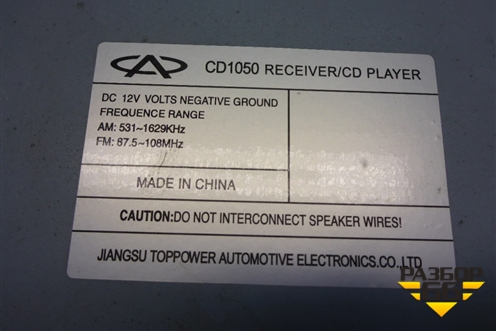 CD1050 RECEIVER/CD PLAYER
DC 12V VOLTS NEGATIVE GROUND
FREQUENCE RANGE
AM: 531~1629KHz
FM: 87.5~108MHz
MADE IN CHINA
CAUTION:DO NOT INTERCONNECT SPEAKER WIRES!
JIANGSU TOPPOWER AUTOMOTIVE ELECTRONICS.CO.,LTD
РАЗБОР